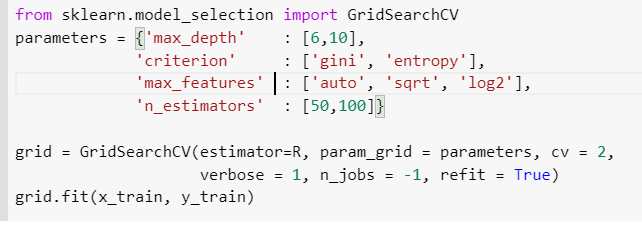 from sklearn.model_selection import GridSearchCV
parameters = {'max_depth'    : [6,10],
             'criterion'     : ['gini', 'entropy'],
             'max_features'  : ['auto', 'sqrt', 'log2'],
             'n_estimators'  : [50,100]}

grid = GridSearchCV(estimator=R, param_grid = parameters, cv = 2,
                    verbose = 1, n_jobs = -1, refit = True)
grid.fit(x_train, y_train)